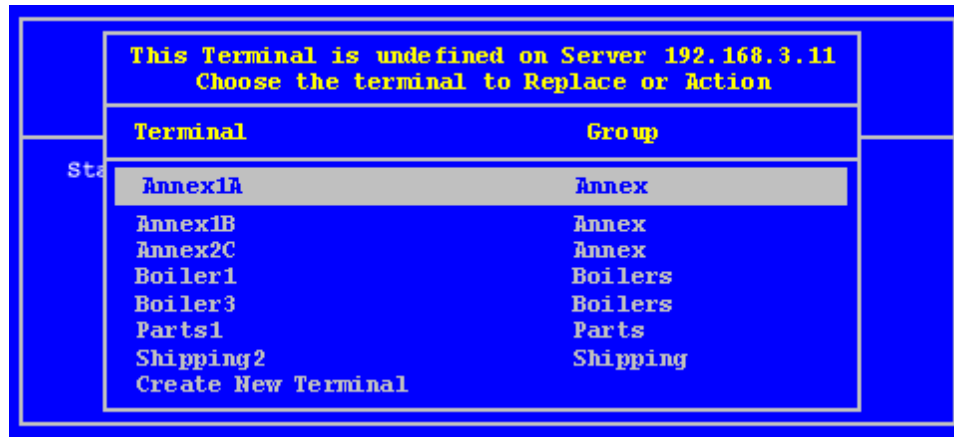 This Terminal is undefined on Server 192.168.3.11
Choose the terminal to Replace or Action
Terminal Group
Sta
Annex1A Annex
Annex1B Annex
Annex2C Annex
Boiler1 Boilers
Boiler3 Boilers
Parts1 Parts
Shipping2 Shipping
Create New Terminal